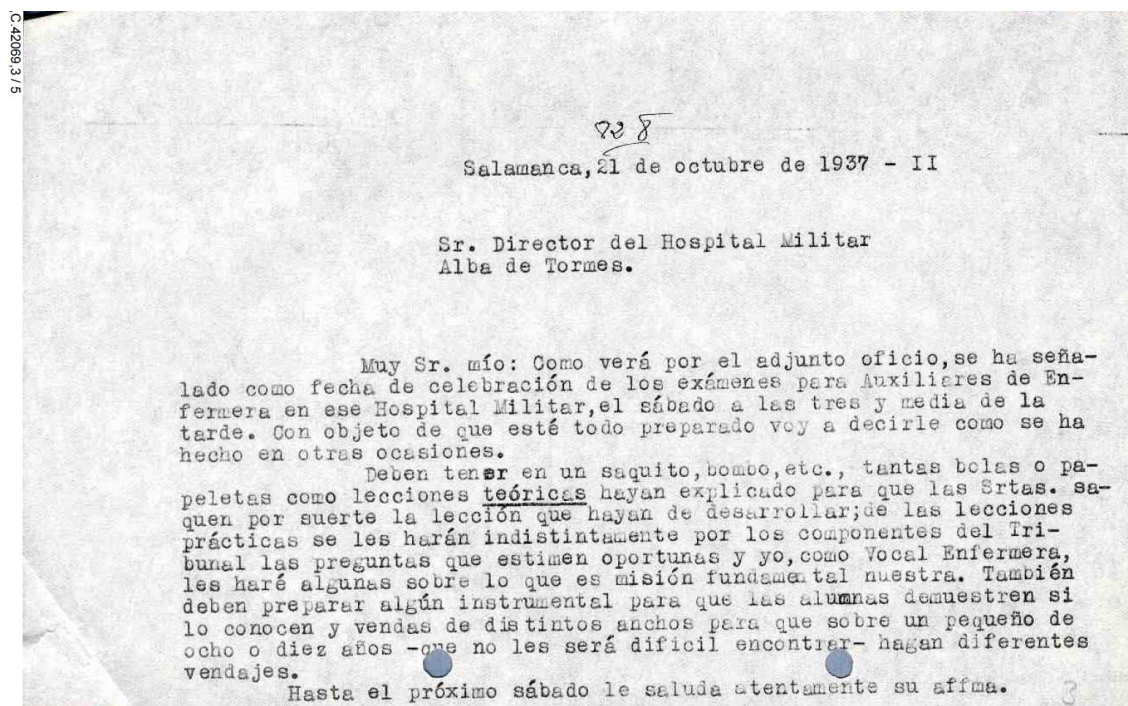 C.42069,3 / 5
828
Salamanca,21 de octubre de 1937 - II
Sr. Director del Hospital Militar
Alba de Tormes.
Muy Sr. mío: Como verá por el adjunto oficio,se ha seña-
lado como fecha de celebración de los exámenes para Auxiliares de En-
fermera en ese Hospital Militar,el sábado a las tres y media de la
tarde. Con objeto de que esté todo preparado voy a decirle como se ha
hecho en otras ocasiones.
Deben tener en un saquito,bombo,etc., tantas bolas o pa-
peletas como lecciones teóricas hayan explicado para que las Srtas. sa-
quen por suerte la lección que hayan de desarrollar;de las lecciones
prácticas se les harán indistintamente por los componentes del Tri-
bunal las preguntas que estimen oportunas y yo,como Vocal Enfermera,
les haré algunas sobre lo que es misión fundamental nuestra. También
deben preparar algún instrumental para que las alumnas demuestren si
lo conocen y vendas de distintos anchos para que sobre un pequeño de
ocho o diez años -que no les será dificil encontrar- hagan diferentes
vendajes.
Hasta el próximo sábado le saluda atentamente su affma.
3